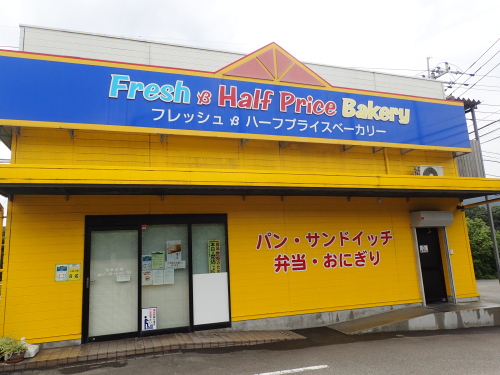 Fresh β Half Price Bakery
フレッシュ β ハーフプライスベーカリー
パン・サンドイッチ
弁当・おにぎり